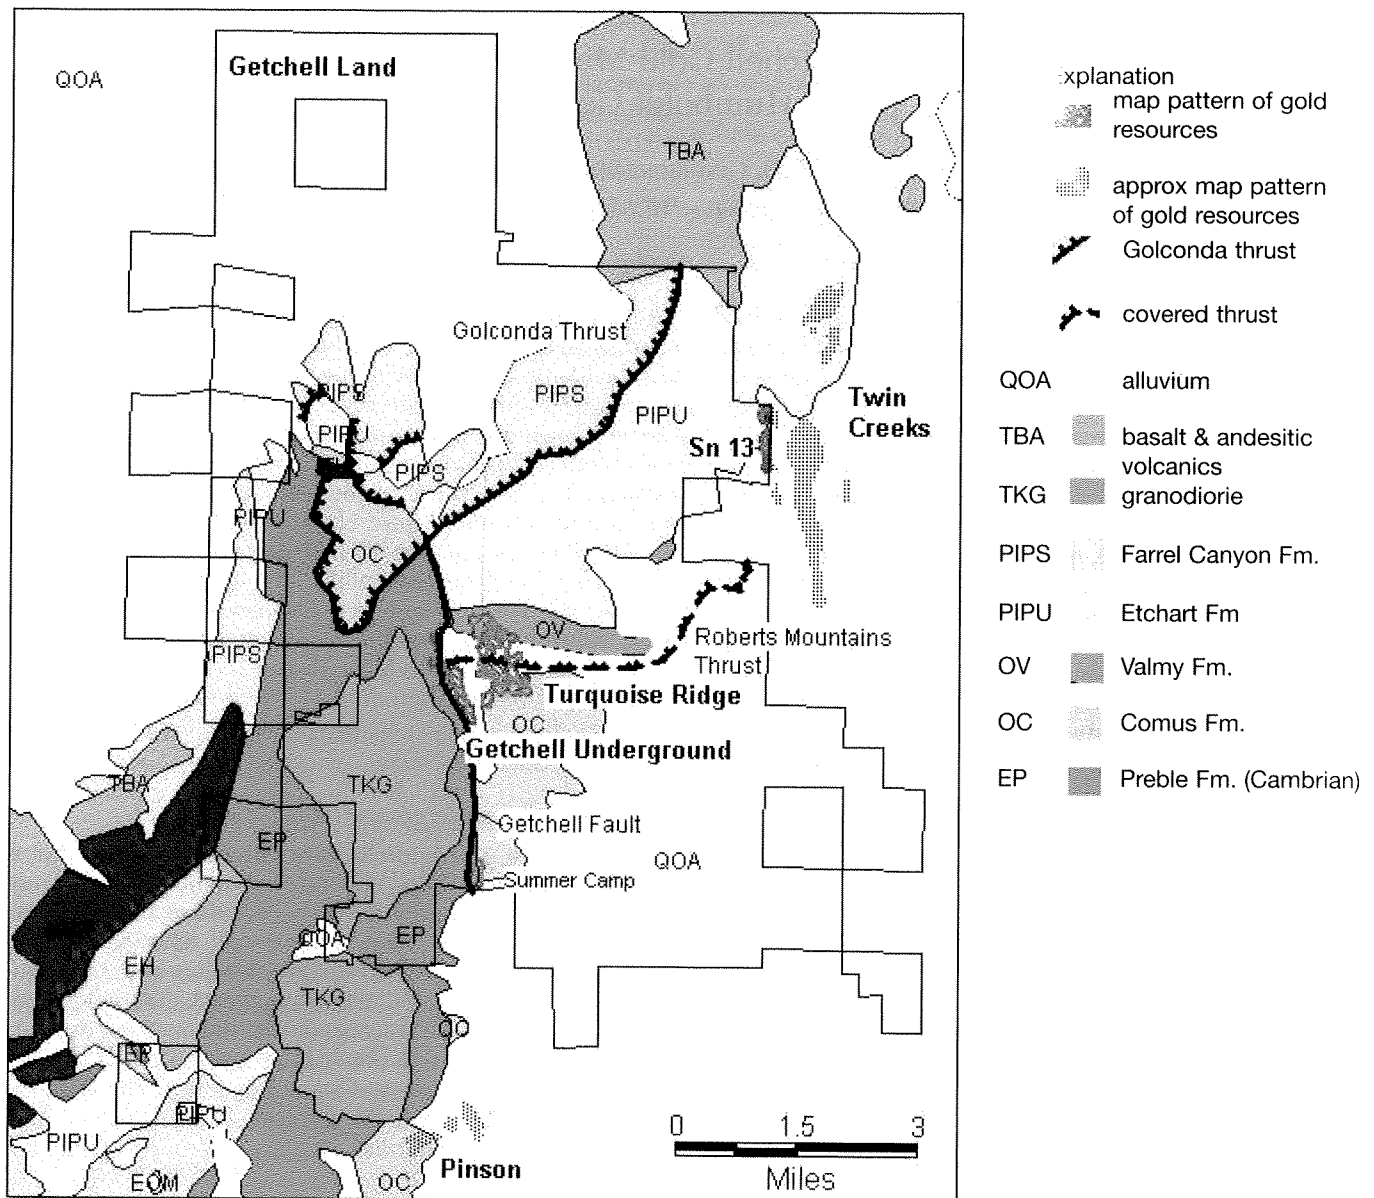 QOA
Getchell Land
TBA
Golconda Thrust
PIPS
PIPS
PIPU
PIPU
PIPS
Twin
Creeks
Sn 13
PIPU
OC
OV
Roberts Mountains
Thrust
PIPS
Turquoise Ridge
OC
Getchell Underground
TBA
TKG
Getchell Fault
EP
QOA
Summer Camp
QOA
EP
EH
TKG
EP
PIPU
PIPU
Pinson
OC
0 1.5 3
Miles
xplanation
map pattern of gold
resources
approx map pattern
of gold resources
Golconda thrust
covered thrust
QOA alluvium
TBA basalt & andesitic
volcanics
TKG granodiorie
PIPS Farrel Canyon Fm.
PIPU Etchart Fm
OV Valmy Fm.
OC Comus Fm.
EP Preble Fm. (Cambrian)